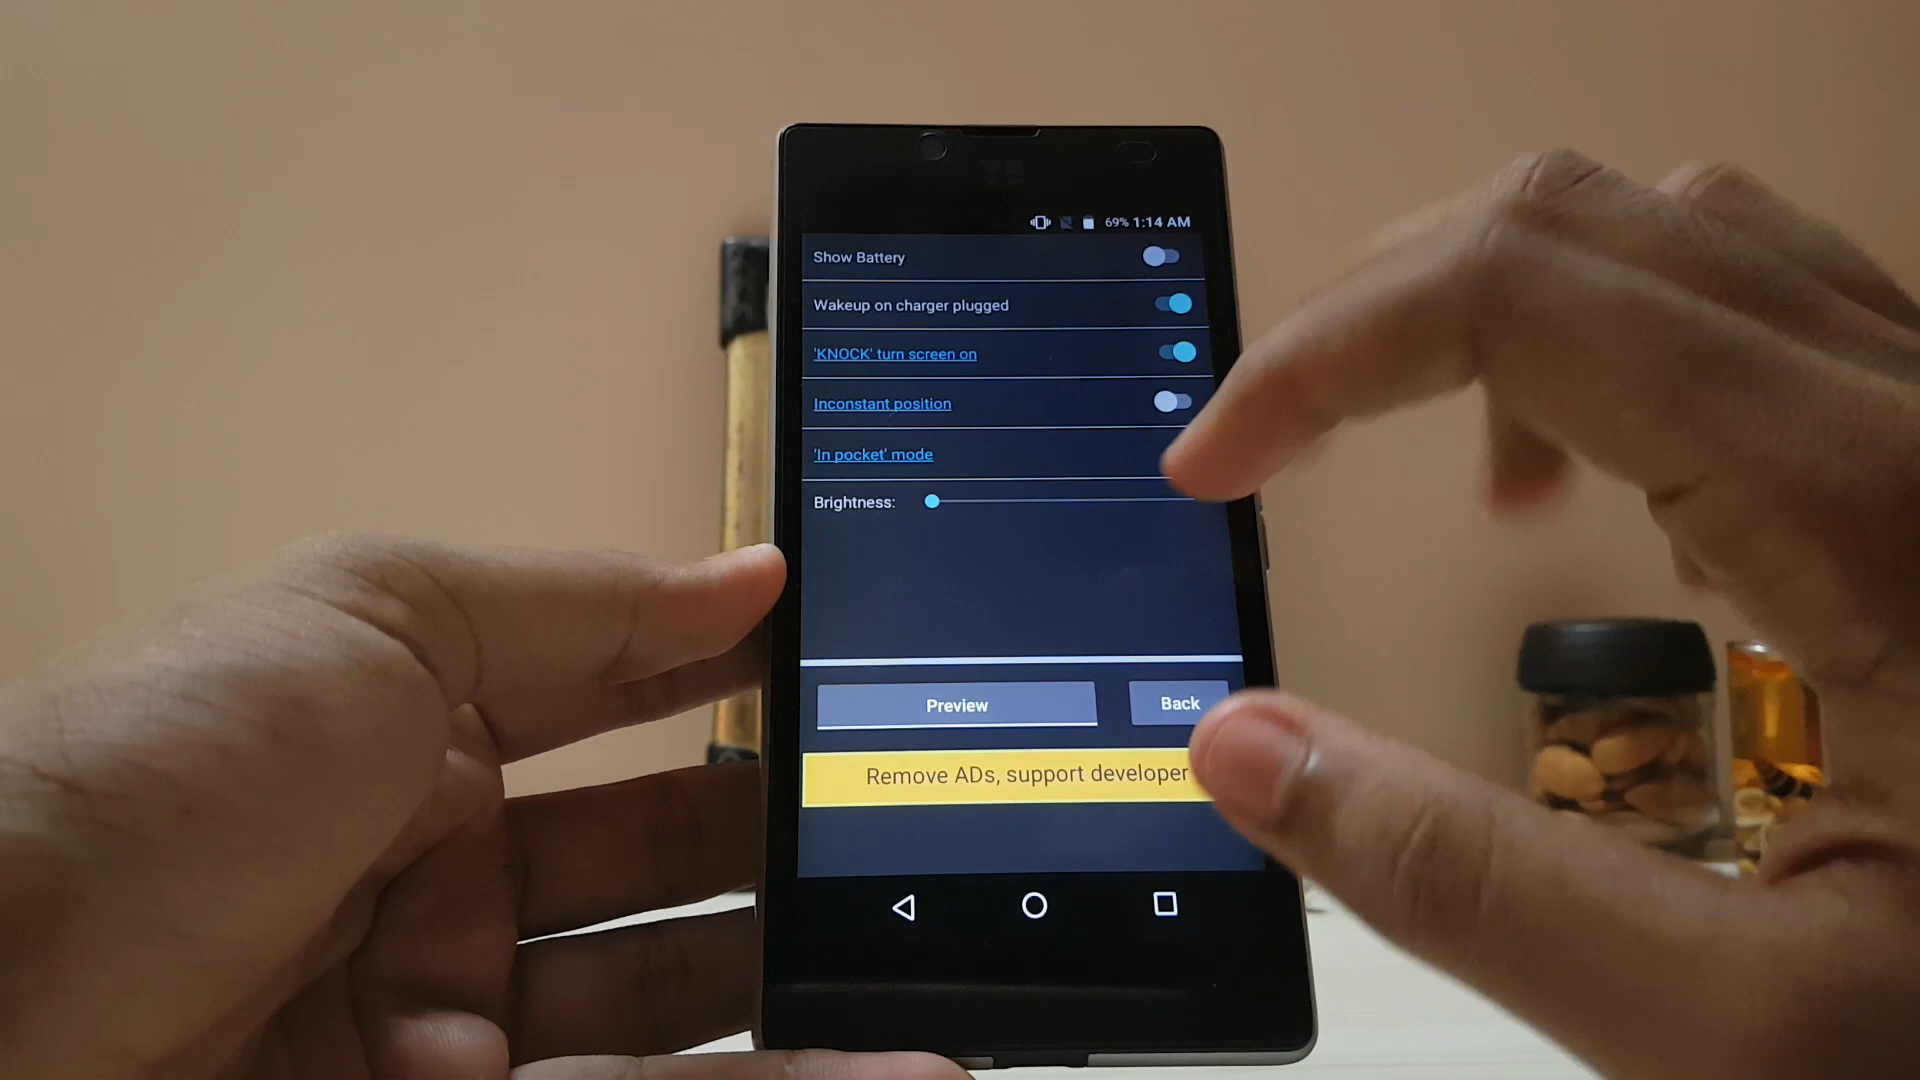 69% 1:14 AM
Show Battery
Wakeup on charger plugged
'KNOCK' turn screen on
Inconstant position
'In pocket' mode
Brightness:
Preview
Back
Remove ADs, support developer